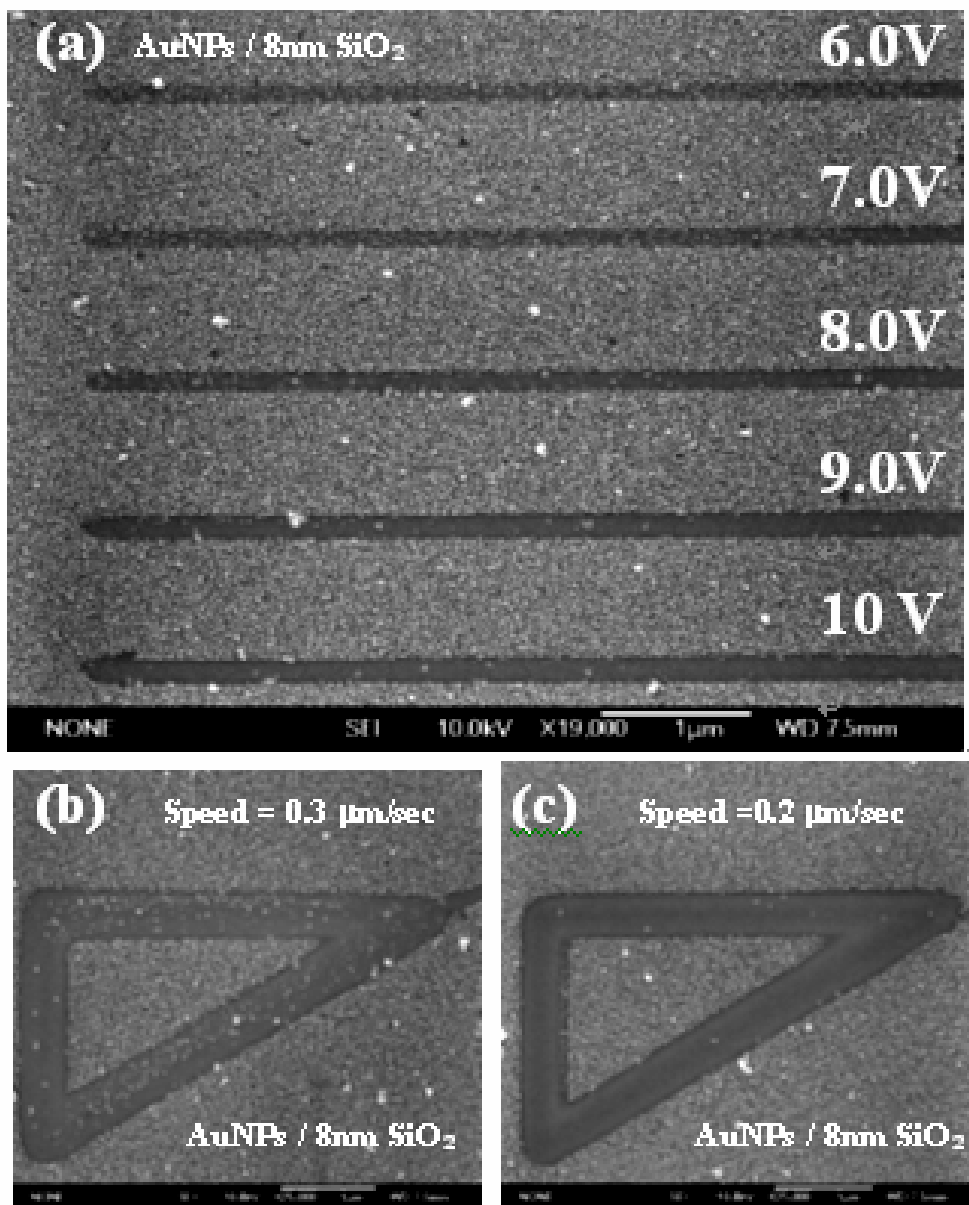 (a) AuNPs / 8nm SiO₂
6.0V
7.0V
8.0V
9.0V
10 V
NONE SEI 10.0kV X19,000 1µm WD 7.5mm
(b) Speed = 0.3 µm/sec
AuNPs / 8nm SiO₂
NONE
(c) Speed =0.2 µm/sec
AuNPs / 8nm SiO₂
NONE